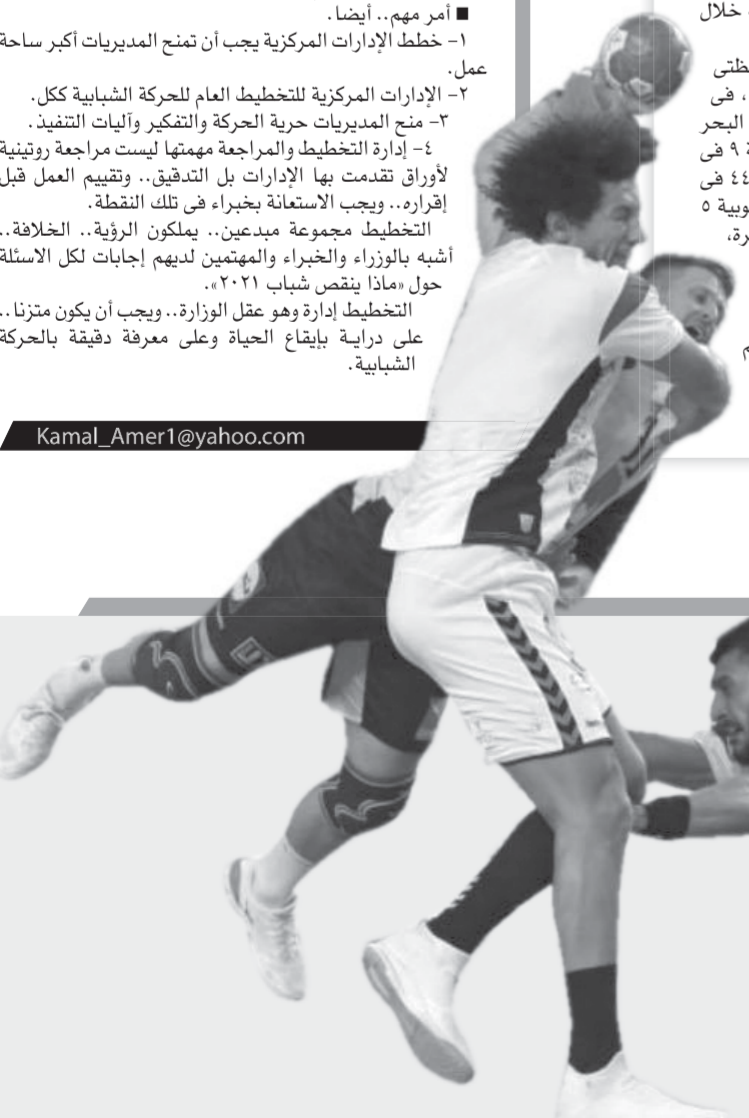 ■ أمر مهم.. أيضا.
١- خطط الإدارات المركزية يجب أن تمنح المديريات أكبر ساحة
عمل.
٢- الإدارات المركزية للتخطيط العام للحركة الشبابية ككل.
٣- منح المديريات حرية الحركة والتفكير وآليات التنفيذ.
٤- إدارة التخطيط والمراجعة مهمتها ليست مراجعة روتينية
لأوراق تقدمت بها الإدارات بل التدقيق.. وتقييم العمل قبل
إقراره.. ويجب الاستعانة بخبراء فى تلك النقطة.
التخطيط مجموعة مبدعين.. يملكون الرؤية.. الخلافة..
أشبه بالوزراء والخبراء والمهتمين لديهم إجابات لكل الاسئلة
حول «ماذا ينقص شباب ٢٠٢١».
التخطيط إدارة وهو عقل الوزارة.. ويجب أن يكون متزنا..
على دراية بإيقاع الحياة وعلى معرفة دقيقة بالحركة
الشبابية.
Kamal_Amer1@yahoo.com
خلال
، فى
البحر
٩ فى
٤٤ فى
٥